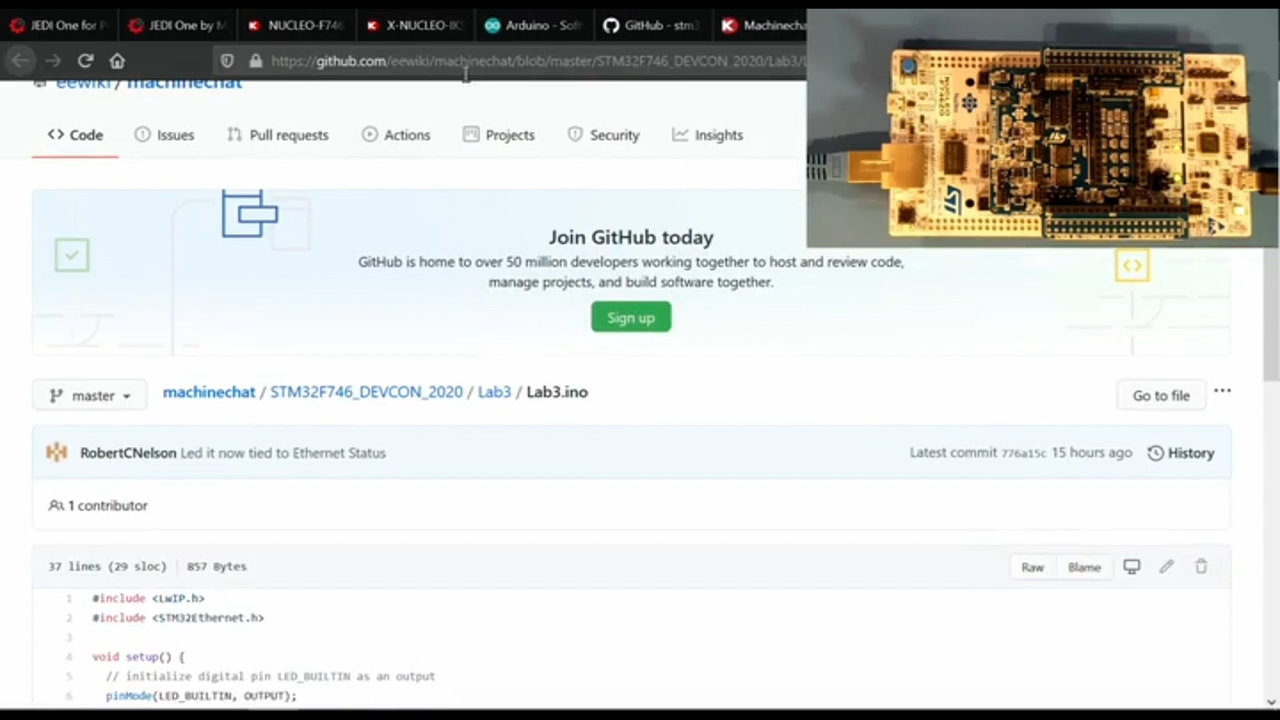 JEDI One for P
JEDI One by M
NUCLEO-F746
X-NUCLEO-IK
Arduino - Soft
GitHub - stm3
Machinecha
https://github.com/eewiki/machinechat/blob/master/STM32F746_DEVCON_2020/Lab3/L
eewiki / machinechat
Code
Issues
Pull requests
Actions
Projects
Security
Insights
Join GitHub today
GitHub is home to over 50 million developers working together to host and review code,
manage projects, and build software together.
Sign up
master
machinechat / STM32F746_DEVCON_2020 / Lab3 / Lab3.ino
Go to file
RobertCNelson Led it now tied to Ethernet Status
Latest commit 776a15c 15 hours ago
History
1 contributor
37 lines (29 sloc)
857 Bytes
Raw
Blame
1 #include <LwIP.h>
2 #include <STM32Ethernet.h>
3
4 void setup() {
5 // initialize digital pin LED_BUILTIN as an output
6 pinMode(LED_BUILTIN, OUTPUT);
ST